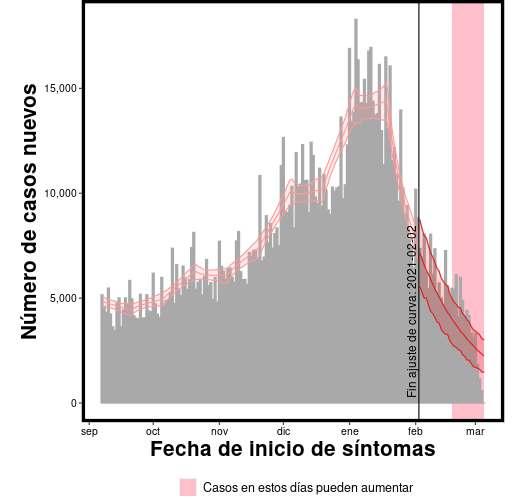 Número de casos nuevos
15,000
10,000
5,000
0
Fin ajuste de curva: 2021-02-02
sep oct nov dic ene feb mar
Fecha de inicio de síntomas
Casos en estos días pueden aumentar